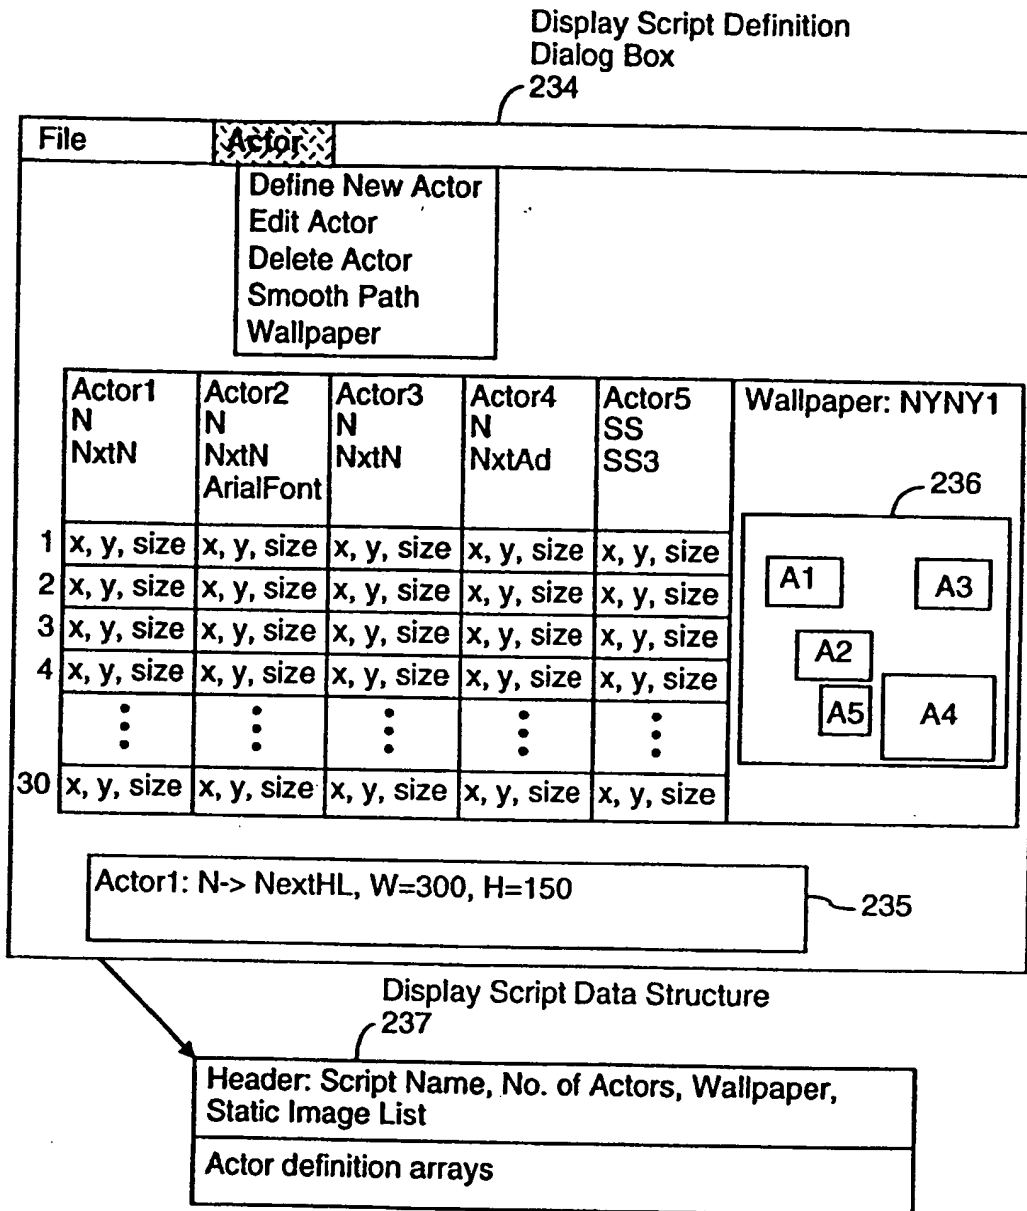 Display Script Definition
Dialog Box
234
File Actor
Define New Actor
Edit Actor
Delete Actor
Smooth Path
Wallpaper
Actor1 Actor2 Actor3 Actor4 Actor5 Wallpaper: NYNY1
N N N N SS
NxtN NxtN NxtN NxtAd SS3
ArialFont
236
1 x, y, size x, y, size x, y, size x, y, size x, y, size
2 x, y, size x, y, size x, y, size x, y, size x, y, size
3 x, y, size x, y, size x, y, size x, y, size x, y, size
4 x, y, size x, y, size x, y, size x, y, size x, y, size
30 x, y, size x, y, size x, y, size x, y, size x, y, size
A1 A3
A2
A5 A4
Actor1: N-> NextHL, W=300, H=150
235
Display Script Data Structure
237
Header: Script Name, No. of Actors, Wallpaper,
Static Image List
Actor definition arrays